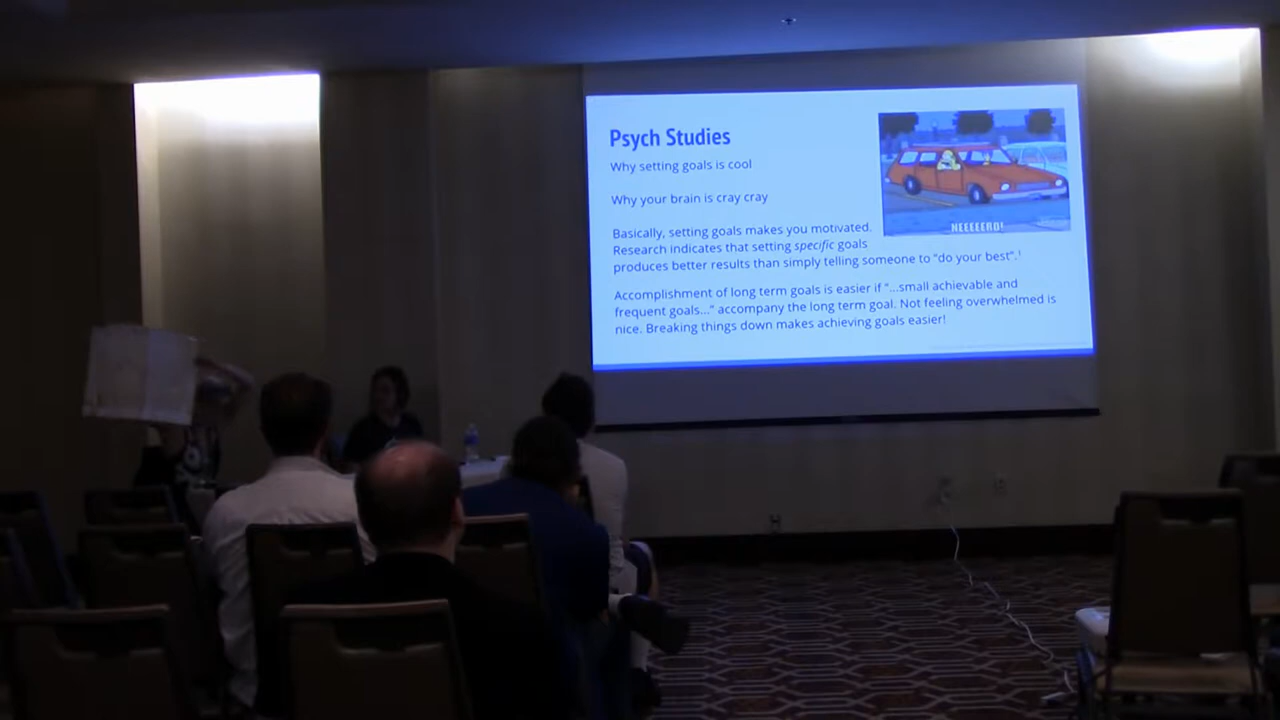 Psych Studies
Why setting goals is cool
Why your brain is cray cray
Basically, setting goals makes you motivated.
Research indicates that setting specific goals
produces better results than simply telling someone to "do your best".¹
Accomplishment of long term goals is easier if "...small achievable and
frequent goals..." accompany the long term goal. Not feeling overwhelmed is
nice. Breaking things down makes achieving goals easier!
NEEEEERD!